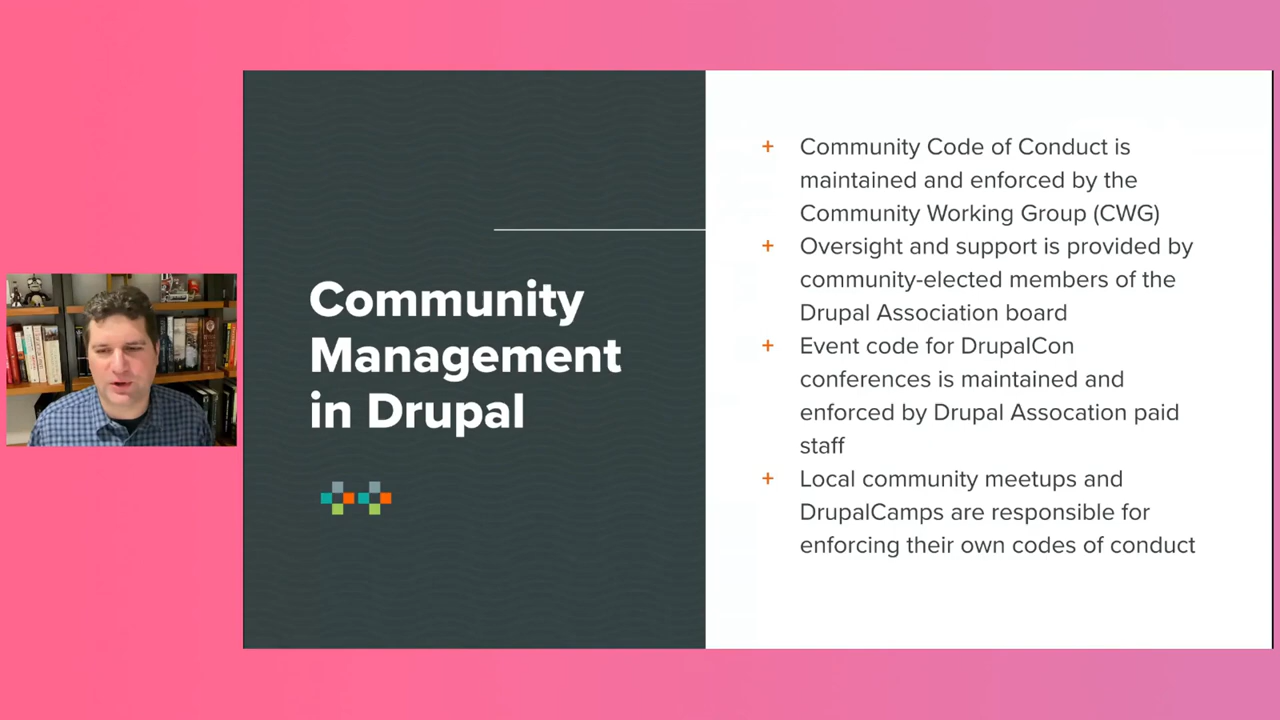 Community
Management
in Drupal
+ Community Code of Conduct is
maintained and enforced by the
Community Working Group (CWG)
+ Oversight and support is provided by
community-elected members of the
Drupal Association board
+ Event code for DrupalCon
conferences is maintained and
enforced by Drupal Assocation paid
staff
+ Local community meetups and
DrupalCamps are responsible for
enforcing their own codes of conduct